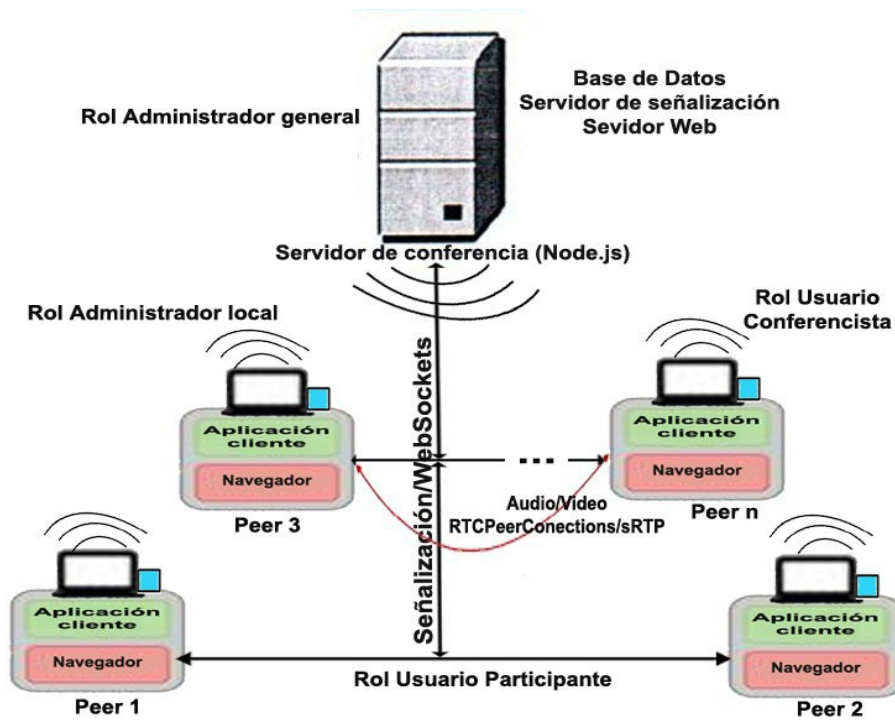 Rol Administrador general
Base de Datos
Servidor de señalización
Sevidor Web
Servidor de conferencia (Node.js)
Rol Administrador local
Rol Usuario
Conferencista
Señalización/WebSockets
Aplicación
cliente
Navegador
Peer 3
Aplicación
cliente
Navegador
Peer n
...
Audio/Video
RTCPeerConections/sRTP
Aplicación
cliente
Navegador
Peer 1
Aplicación
cliente
Navegador
Peer 2
Rol Usuario Participante